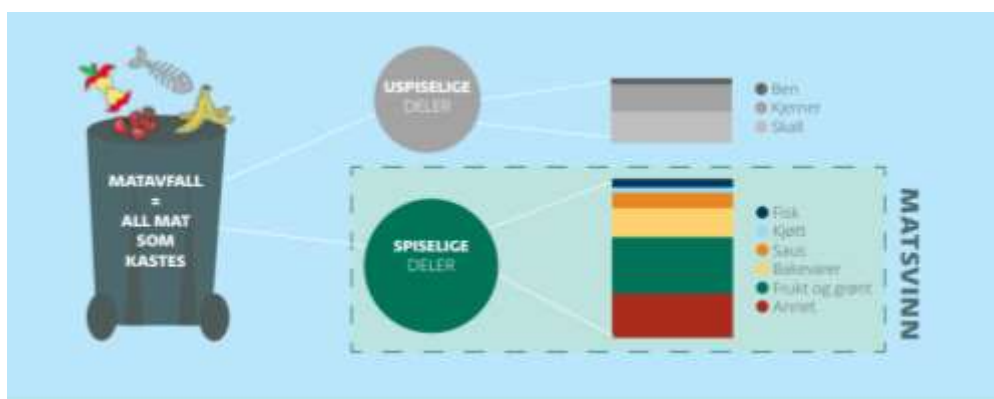 MATAVFALL
=
ALL MAT
SOM
KASTES
USPISELIGE
DELER
Ben
Kjerner
Skall
SPISELIGE
DELER
Fisk
Kjøtt
Saus
Bakevarer
Frukt og grønt
Annet
MATSVINN